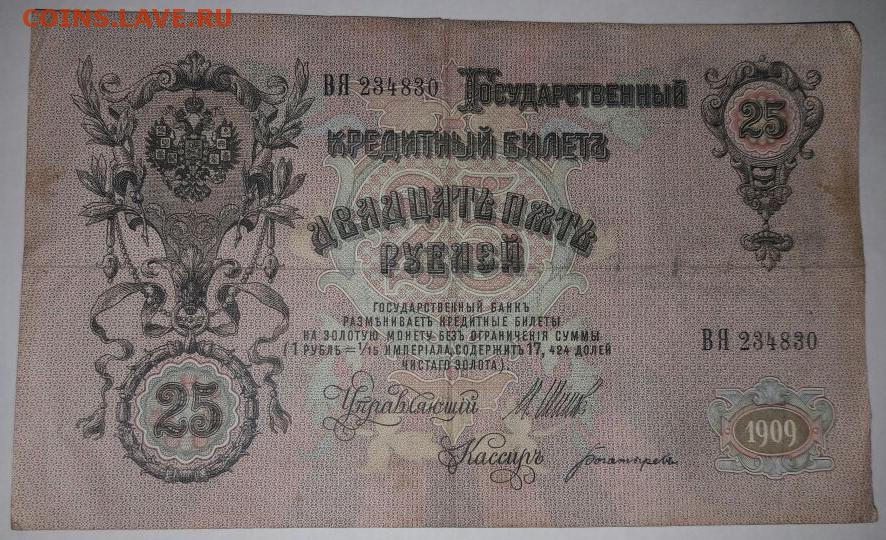 COINS.LAVE.RU
ВЯ 234830 Государственный
25
кредитный билетъ
двадцать пять
рублей
ГОСУДАРСТВЕННЫЙ БАНКЪ
РАЗМѢНИВАЕТЪ КРЕДИТНЫЕ БИЛЕТЫ
НА ЗОЛОТУЮ МОНЕТУ БЕЗЪ ОГРАНИЧЕНІЯ СУММЫ
(1 РУБЛЬ = 1/15 ИМПЕРІАЛА, СОДЕРЖИТЪ 17, 424 ДОЛЕЙ
ЧИСТАГО ЗОЛОТА).
ВЯ 234830
25
Управляющій
1909
Кассиръ
Богатыревъ